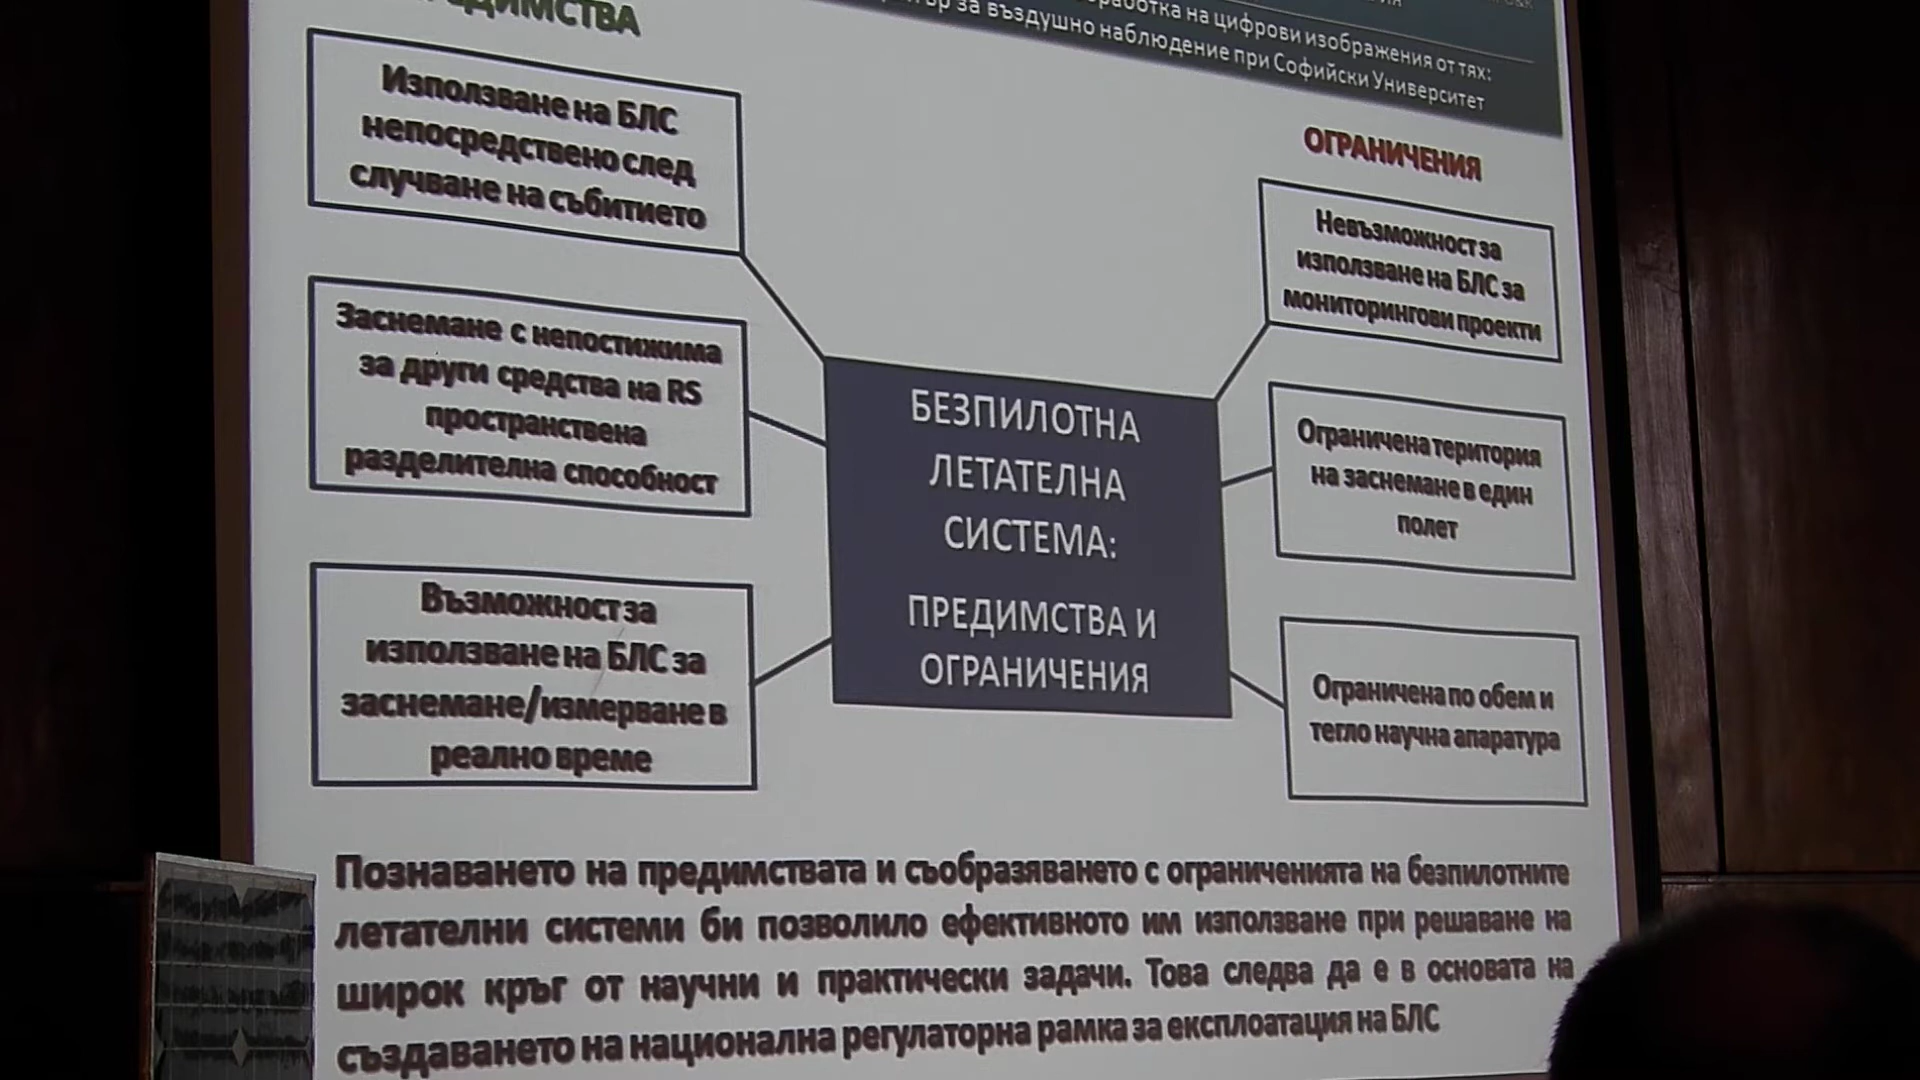 обработка на цифрови изображения от тях:
за въздушно наблюдение при Софийски Университет
ПРЕДИМСТВА
Използване на БЛС
непосредствено след
случване на събитието
Заснемане с непостижима
за други средства на RS
пространствена
разделителна способност
Възможност за
използване на БЛС за
заснемане/измерване в
реално време
БЕЗПИЛОТНА
ЛЕТАТЕЛНА
СИСТЕМА:
ПРЕДИМСТВА И
ОГРАНИЧЕНИЯ
ОГРАНИЧЕНИЯ
Невъзможност за
използване на БЛС за
мониторингови проекти
Ограничена територия
на заснемане в един
полет
Ограничена по обем и
тегло научна апаратура
Познаването на предимствата и съобразяването с ограниченията на безпилотните
летателни системи би позволило ефективното им използване при решаване на
широк кръг от научни и практически задачи. Това следва да е в основата на
създаването на национална регулаторна рамка за експлоатация на БЛС